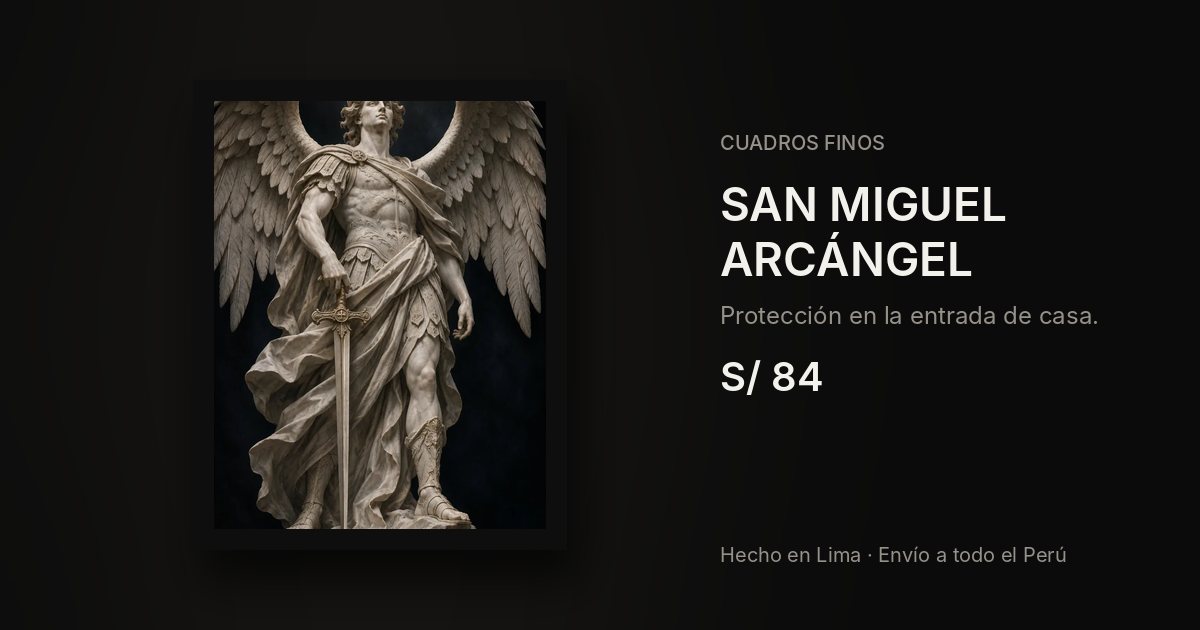 CUADROS FINOS
SAN MIGUEL
ARCÁNGEL
Protección en la entrada de casa.
S/ 84
Hecho en Lima · Envío a todo el Perú